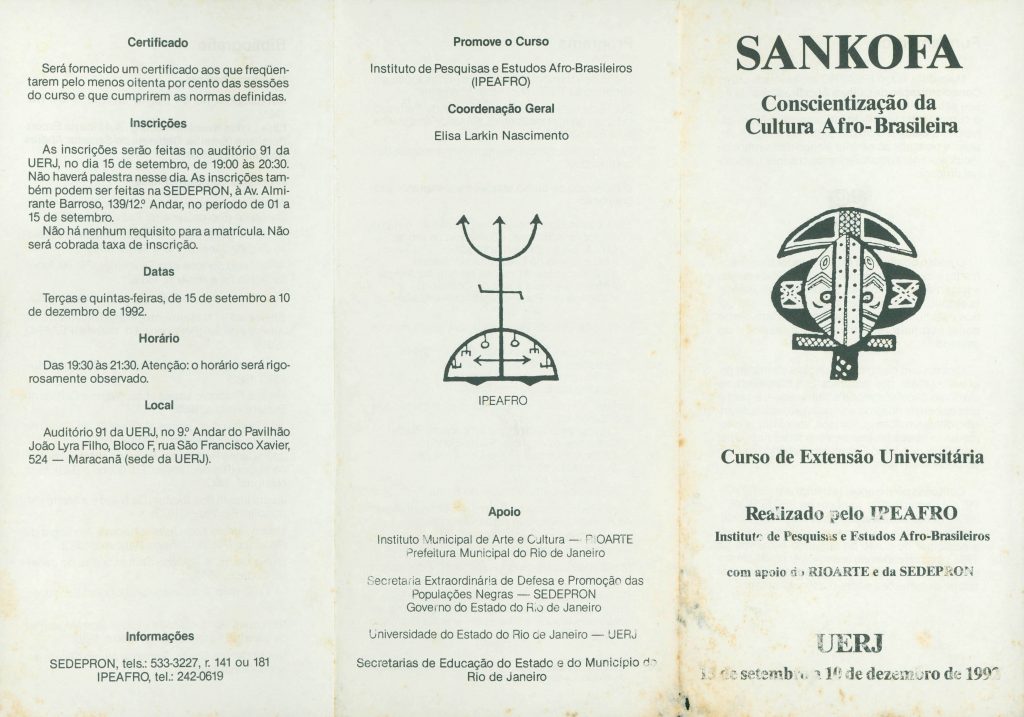 Certificado
Será fornecido um certificado aos que freqüen-
tarem pelo menos oitenta por cento das sessões
do curso e que cumprirem as normas definidas.
Inscrições
As inscrições serão feitas no auditório 91 da
UERJ, no dia 15 de setembro, de 19:00 às 20:30.
Não haverá palestra nesse dia. As inscrições tam-
bém podem ser feitas na SEDEPRON, à Av. Almi-
rante Barroso, 139/12.º Andar, no período de 01 a
15 de setembro.
Não há nenhum requisito para a matrícula. Não
será cobrada taxa de inscrição.
Datas
Terças e quintas-feiras, de 15 de setembro a 10
de dezembro de 1992.
Horário
Das 19:30 às 21:30. Atenção: o horário será rigo-
rosamente observado.
Local
Auditório 91 da UERJ, no 9.º Andar do Pavilhão
João Lyra Filho, Bloco F, rua São Francisco Xavier,
524 — Maracanã (sede da UERJ).
Informações
SEDEPRON, tels.: 533-3227, r. 141 ou 181
IPEAFRO, tel.: 242-0619
Promove o Curso
Instituto de Pesquisas e Estudos Afro-Brasileiros
(IPEAFRO)
Coordenação Geral
Elisa Larkin Nascimento
IPEAFRO
Apoio
Instituto Municipal de Arte e Cultura — RIOARTE
Prefeitura Municipal do Rio de Janeiro
Secretaria Extraordinária de Defesa e Promoção das
Populações Negras — SEDEPRON
Governo do Estado do Rio de Janeiro
Universidade do Estado do Rio de Janeiro — UERJ
Secretarias de Educação do Estado e do Município do
Rio de Janeiro
SANKOFA
Conscientização da
Cultura Afro-Brasileira
Curso de Extensão Universitária
Realizado pelo IPEAFRO
Instituto de Pesquisas e Estudos Afro-Brasileiros
com apoio do RIOARTE e da SEDEPRON
UERJ
15 de setembro a 10 de dezembro de 1992